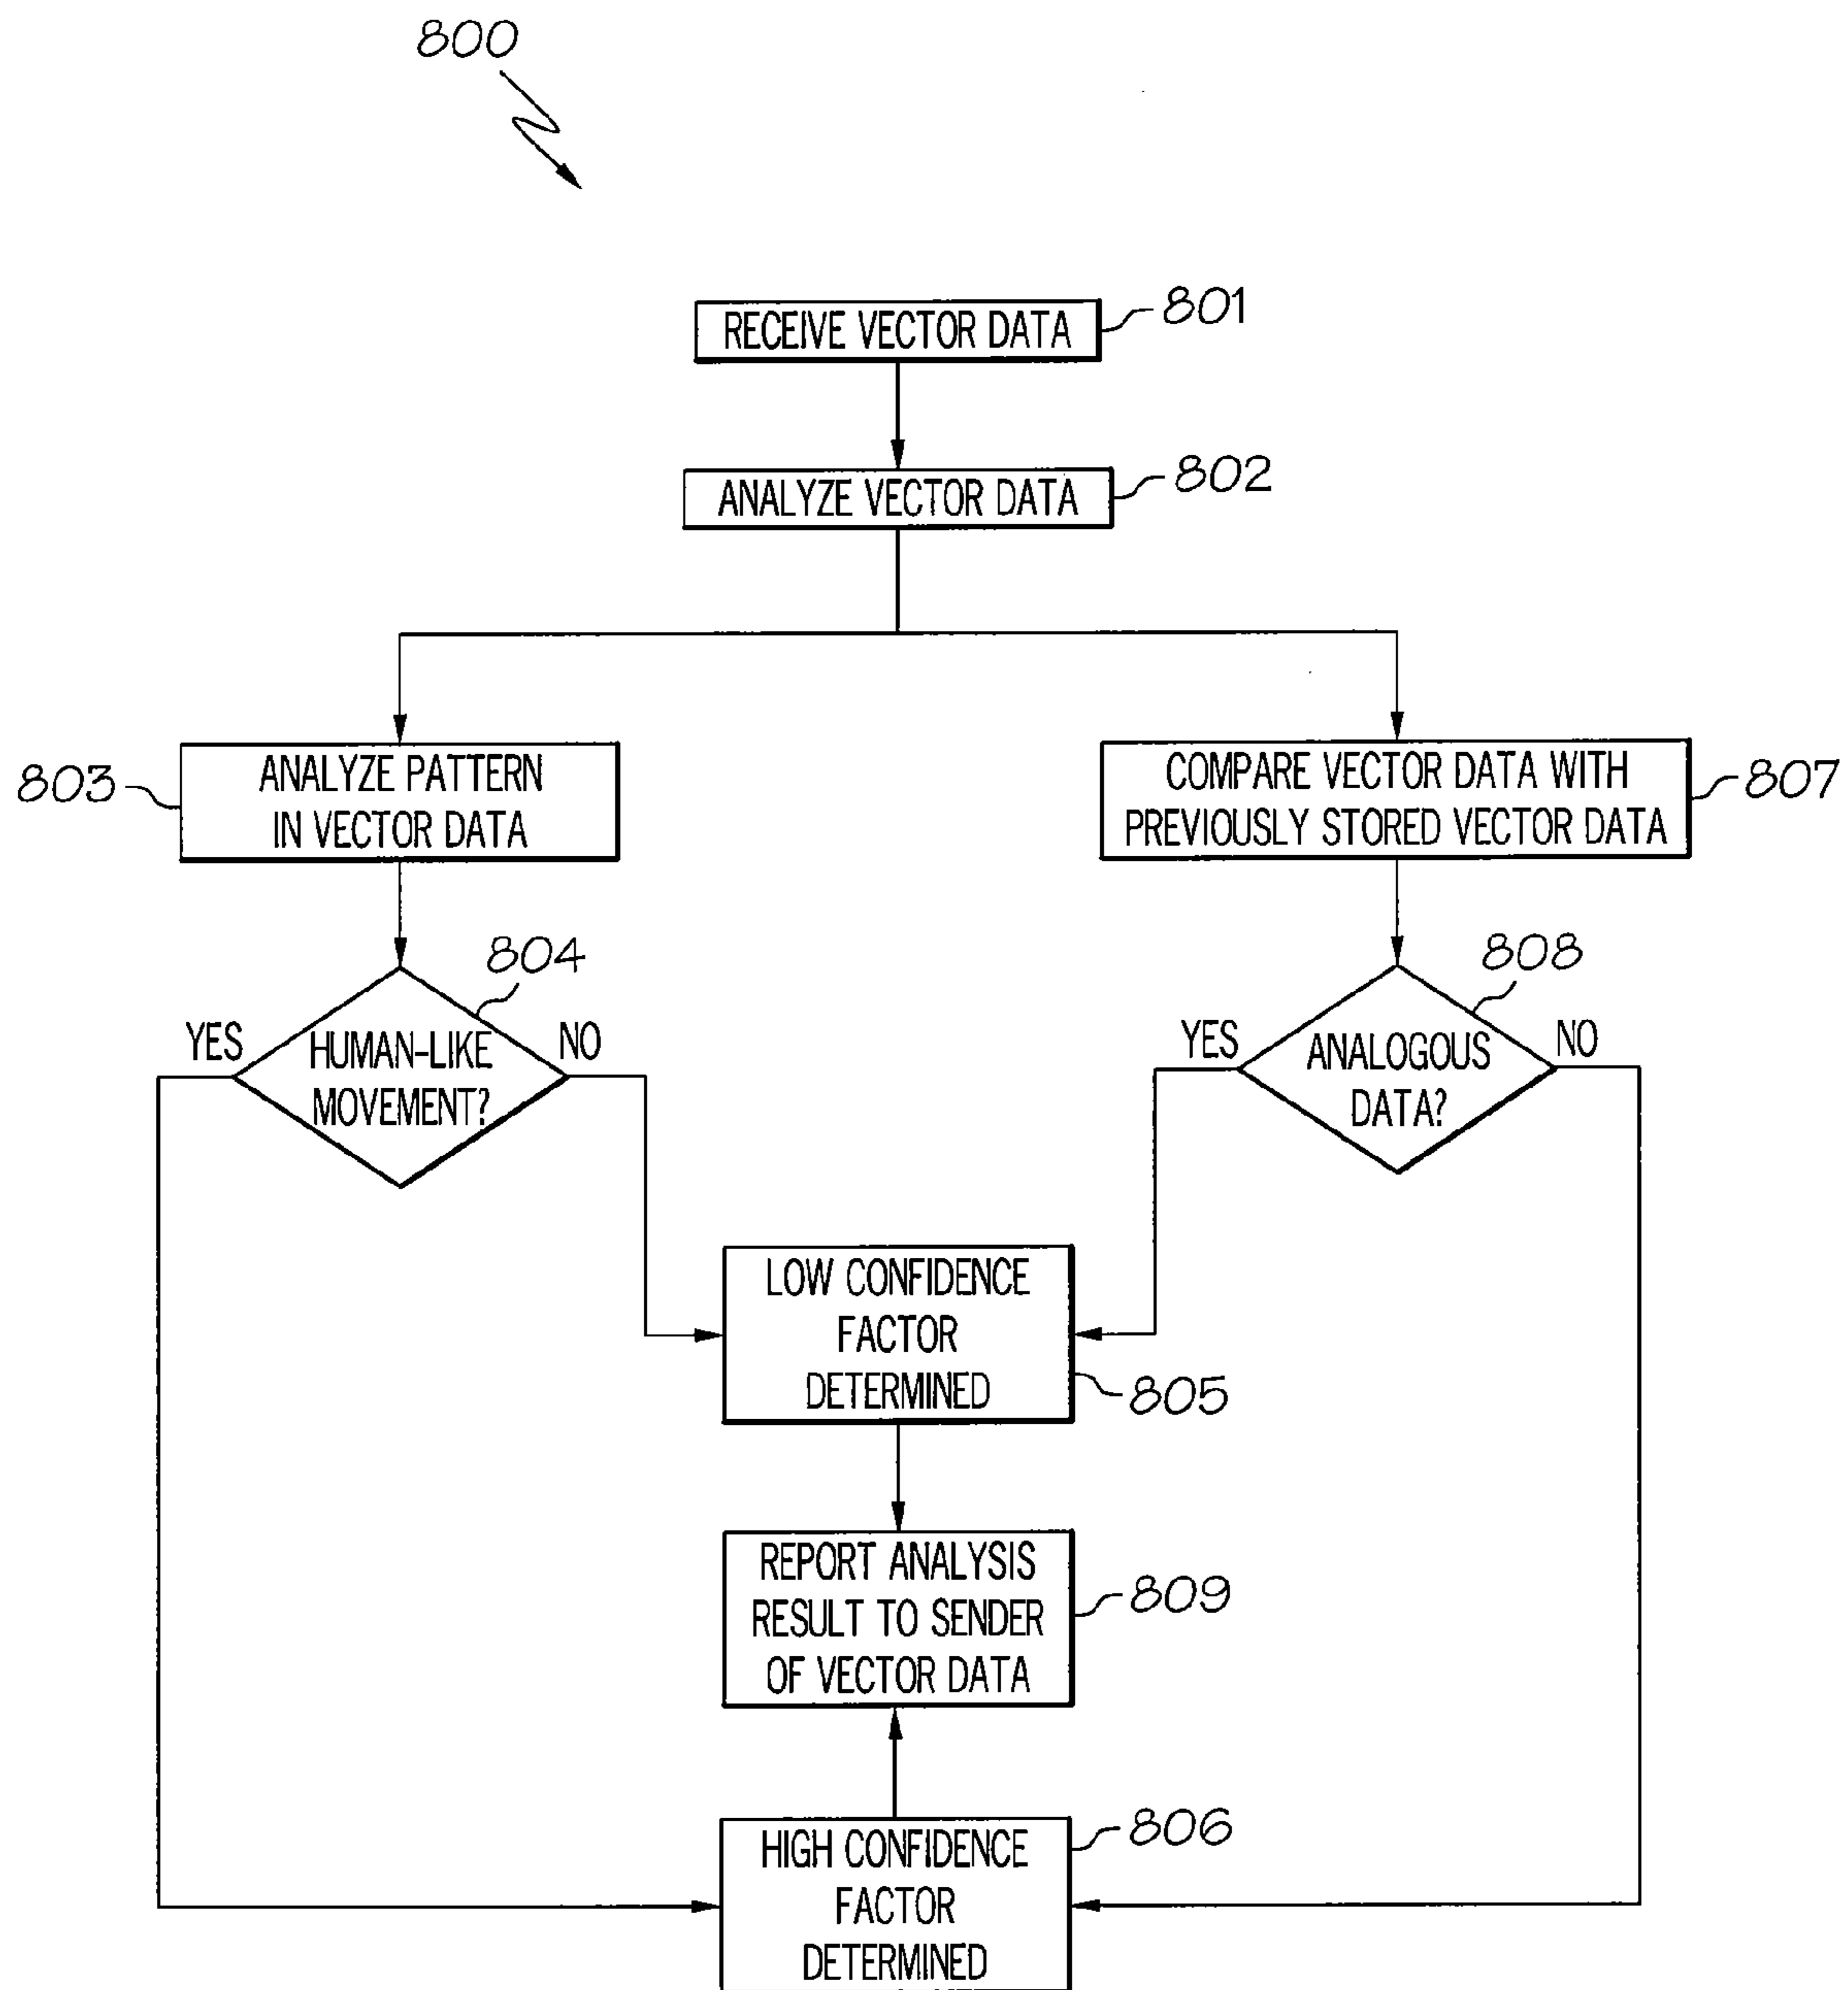 800
RECEIVE VECTOR DATA
801
ANALYZE VECTOR DATA
802
803
ANALYZE PATTERN
IN VECTOR DATA
COMPARE VECTOR DATA WITH
PREVIOUSLY STORED VECTOR DATA
807
804
YES
HUMAN-LIKE
MOVEMENT?
NO
808
YES
ANALOGOUS
DATA?
NO
LOW CONFIDENCE
FACTOR
DETERMINED
805
REPORT ANALYSIS
RESULT TO SENDER
OF VECTOR DATA
809
HIGH CONFIDENCE
FACTOR
DETERMINED
806